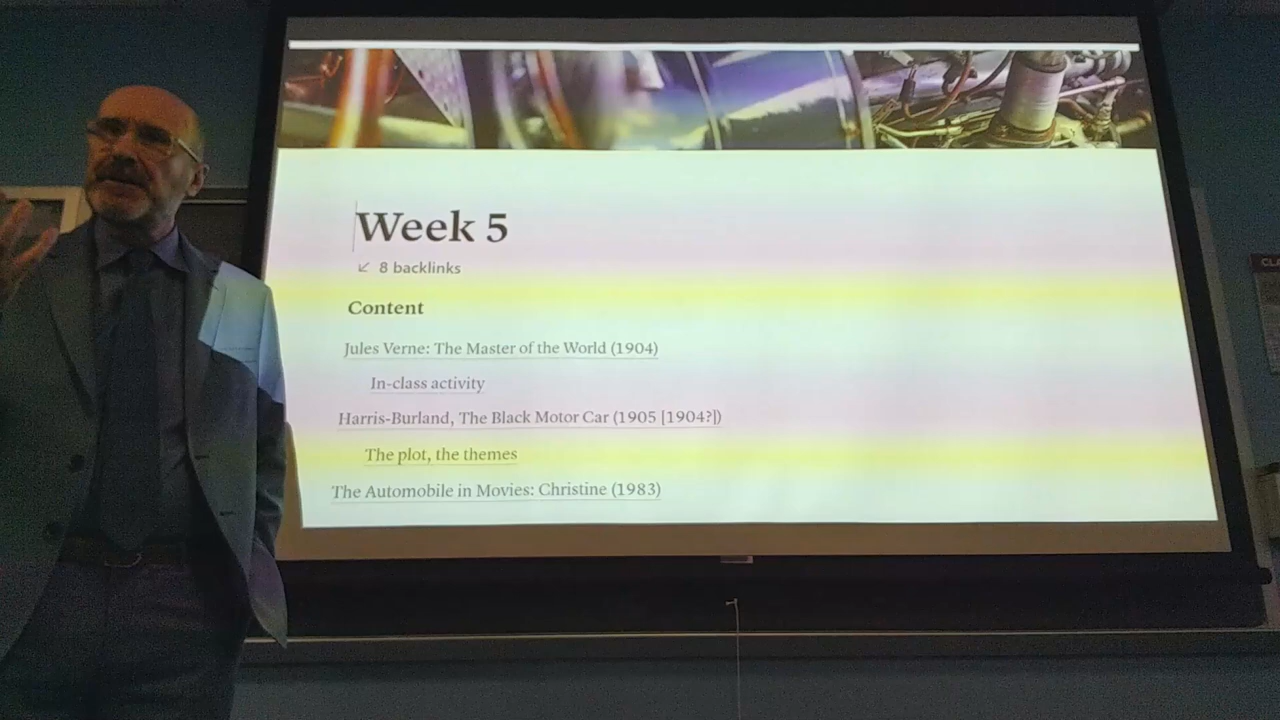 Week 5
↙ 8 backlinks
Content
Jules Verne: The Master of the World (1904)
In-class activity
Harris-Burland, The Black Motor Car (1905 [1904?])
The plot, the themes
The Automobile in Movies: Christine (1983)